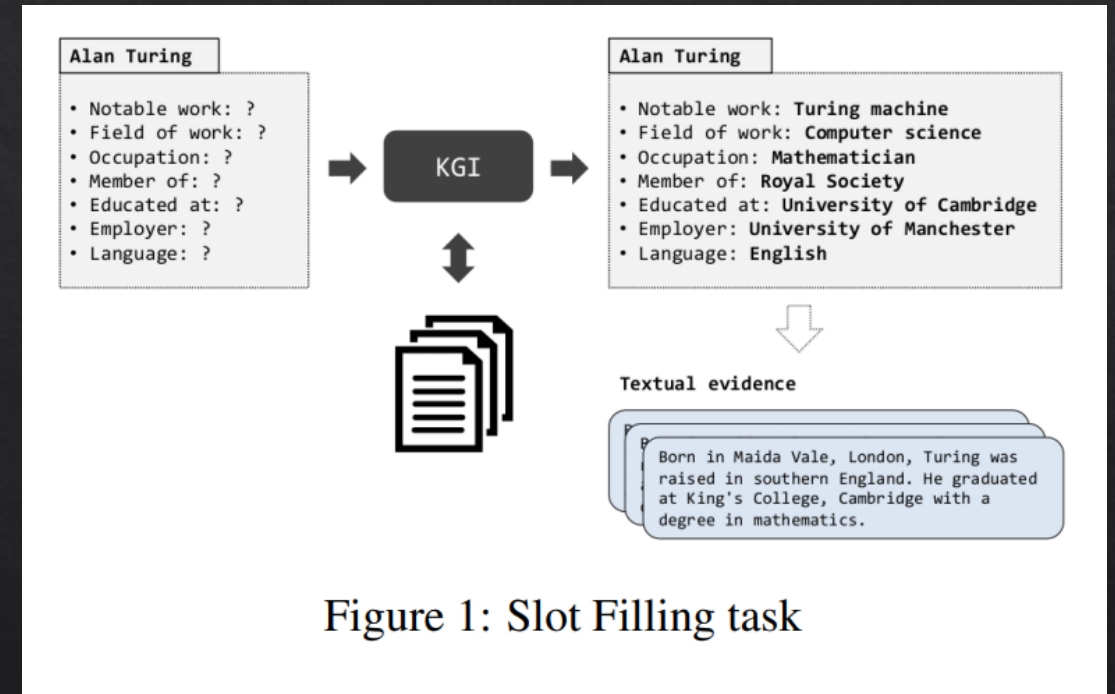 Alan Turing
• Notable work: ?
• Field of work: ?
• Occupation: ?
• Member of: ?
• Educated at: ?
• Employer: ?
• Language: ?
KGI
Alan Turing
• Notable work: Turing machine
• Field of work: Computer science
• Occupation: Mathematician
• Member of: Royal Society
• Educated at: University of Cambridge
• Employer: University of Manchester
• Language: English
Textual evidence
Born in Maida Vale, London, Turing was
raised in southern England. He graduated
at King's College, Cambridge with a
degree in mathematics.
Figure 1: Slot Filling task